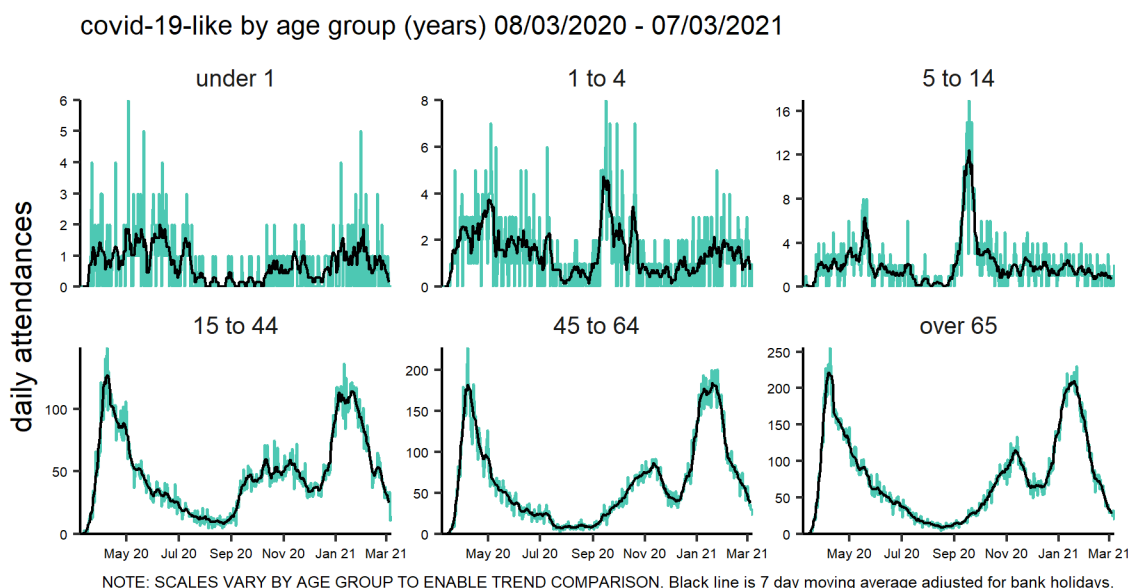 covid-19-like by age group (years) 08/03/2020 - 07/03/2021
under 1
1 to 4
5 to 14
6
5
4
3
2
1
0
8
6
4
2
0
16
12
8
4
0
daily attendances
15 to 44
45 to 64
over 65
100
50
0
200
150
100
50
0
250
200
150
100
50
0
May 20 Jul 20 Sep 20 Nov 20 Jan 21 Mar 21
May 20 Jul 20 Sep 20 Nov 20 Jan 21 Mar 21
May 20 Jul 20 Sep 20 Nov 20 Jan 21 Mar 21
NOTE: SCALES VARY BY AGE GROUP TO ENABLE TREND COMPARISON. Black line is 7 day moving average adjusted for bank holidays.